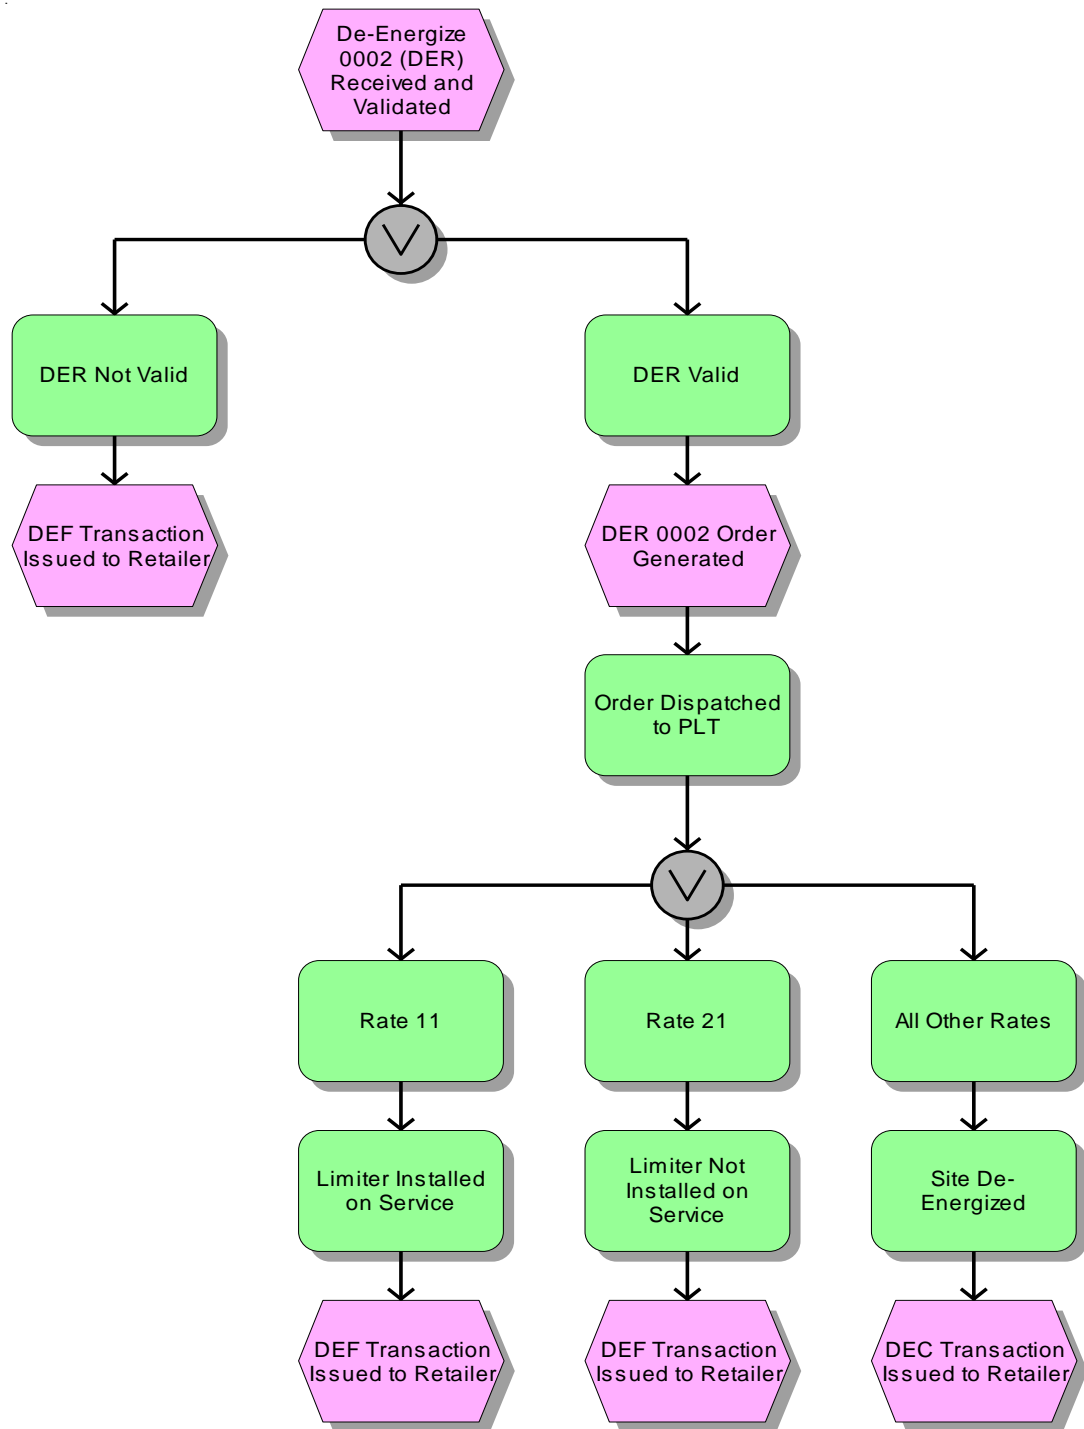 De-Energize
0002 (DER)
Received and
Validated
DER Not Valid
DER Valid
DEF Transaction
Issued to Retailer
DER 0002 Order
Generated
Order Dispatched
to PLT
Rate 11
Rate 21
All Other Rates
Limiter Installed
on Service
Limiter Not
Installed on
Service
Site De-
Energized
DEF Transaction
Issued to Retailer
DEF Transaction
Issued to Retailer
DEC Transaction
Issued to Retailer